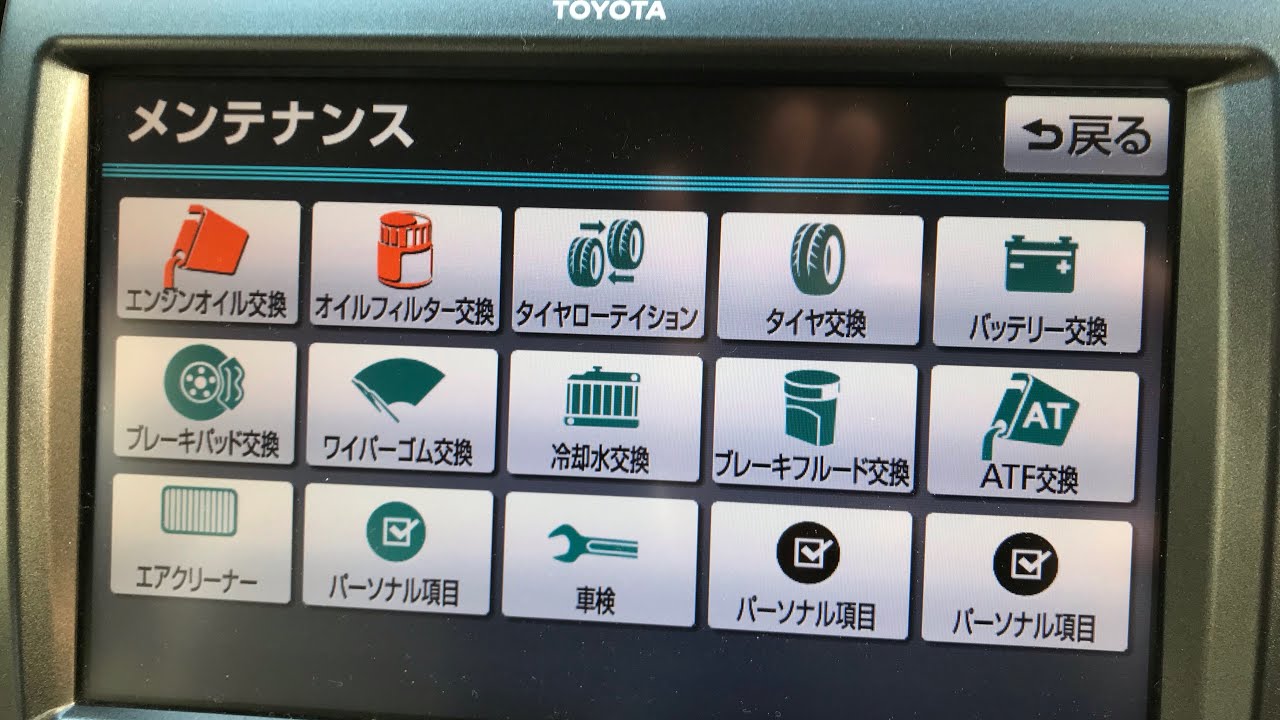 TOYOTA
メンテナンス
戻る
エンジンオイル交換
オイルフィルター交換
タイヤローテイション
タイヤ交換
バッテリー交換
ブレーキパッド交換
ワイパーゴム交換
冷却水交換
ブレーキフルード交換
AT
ATF交換
エアクリーナー
パーソナル項目
車検
パーソナル項目
パーソナル項目